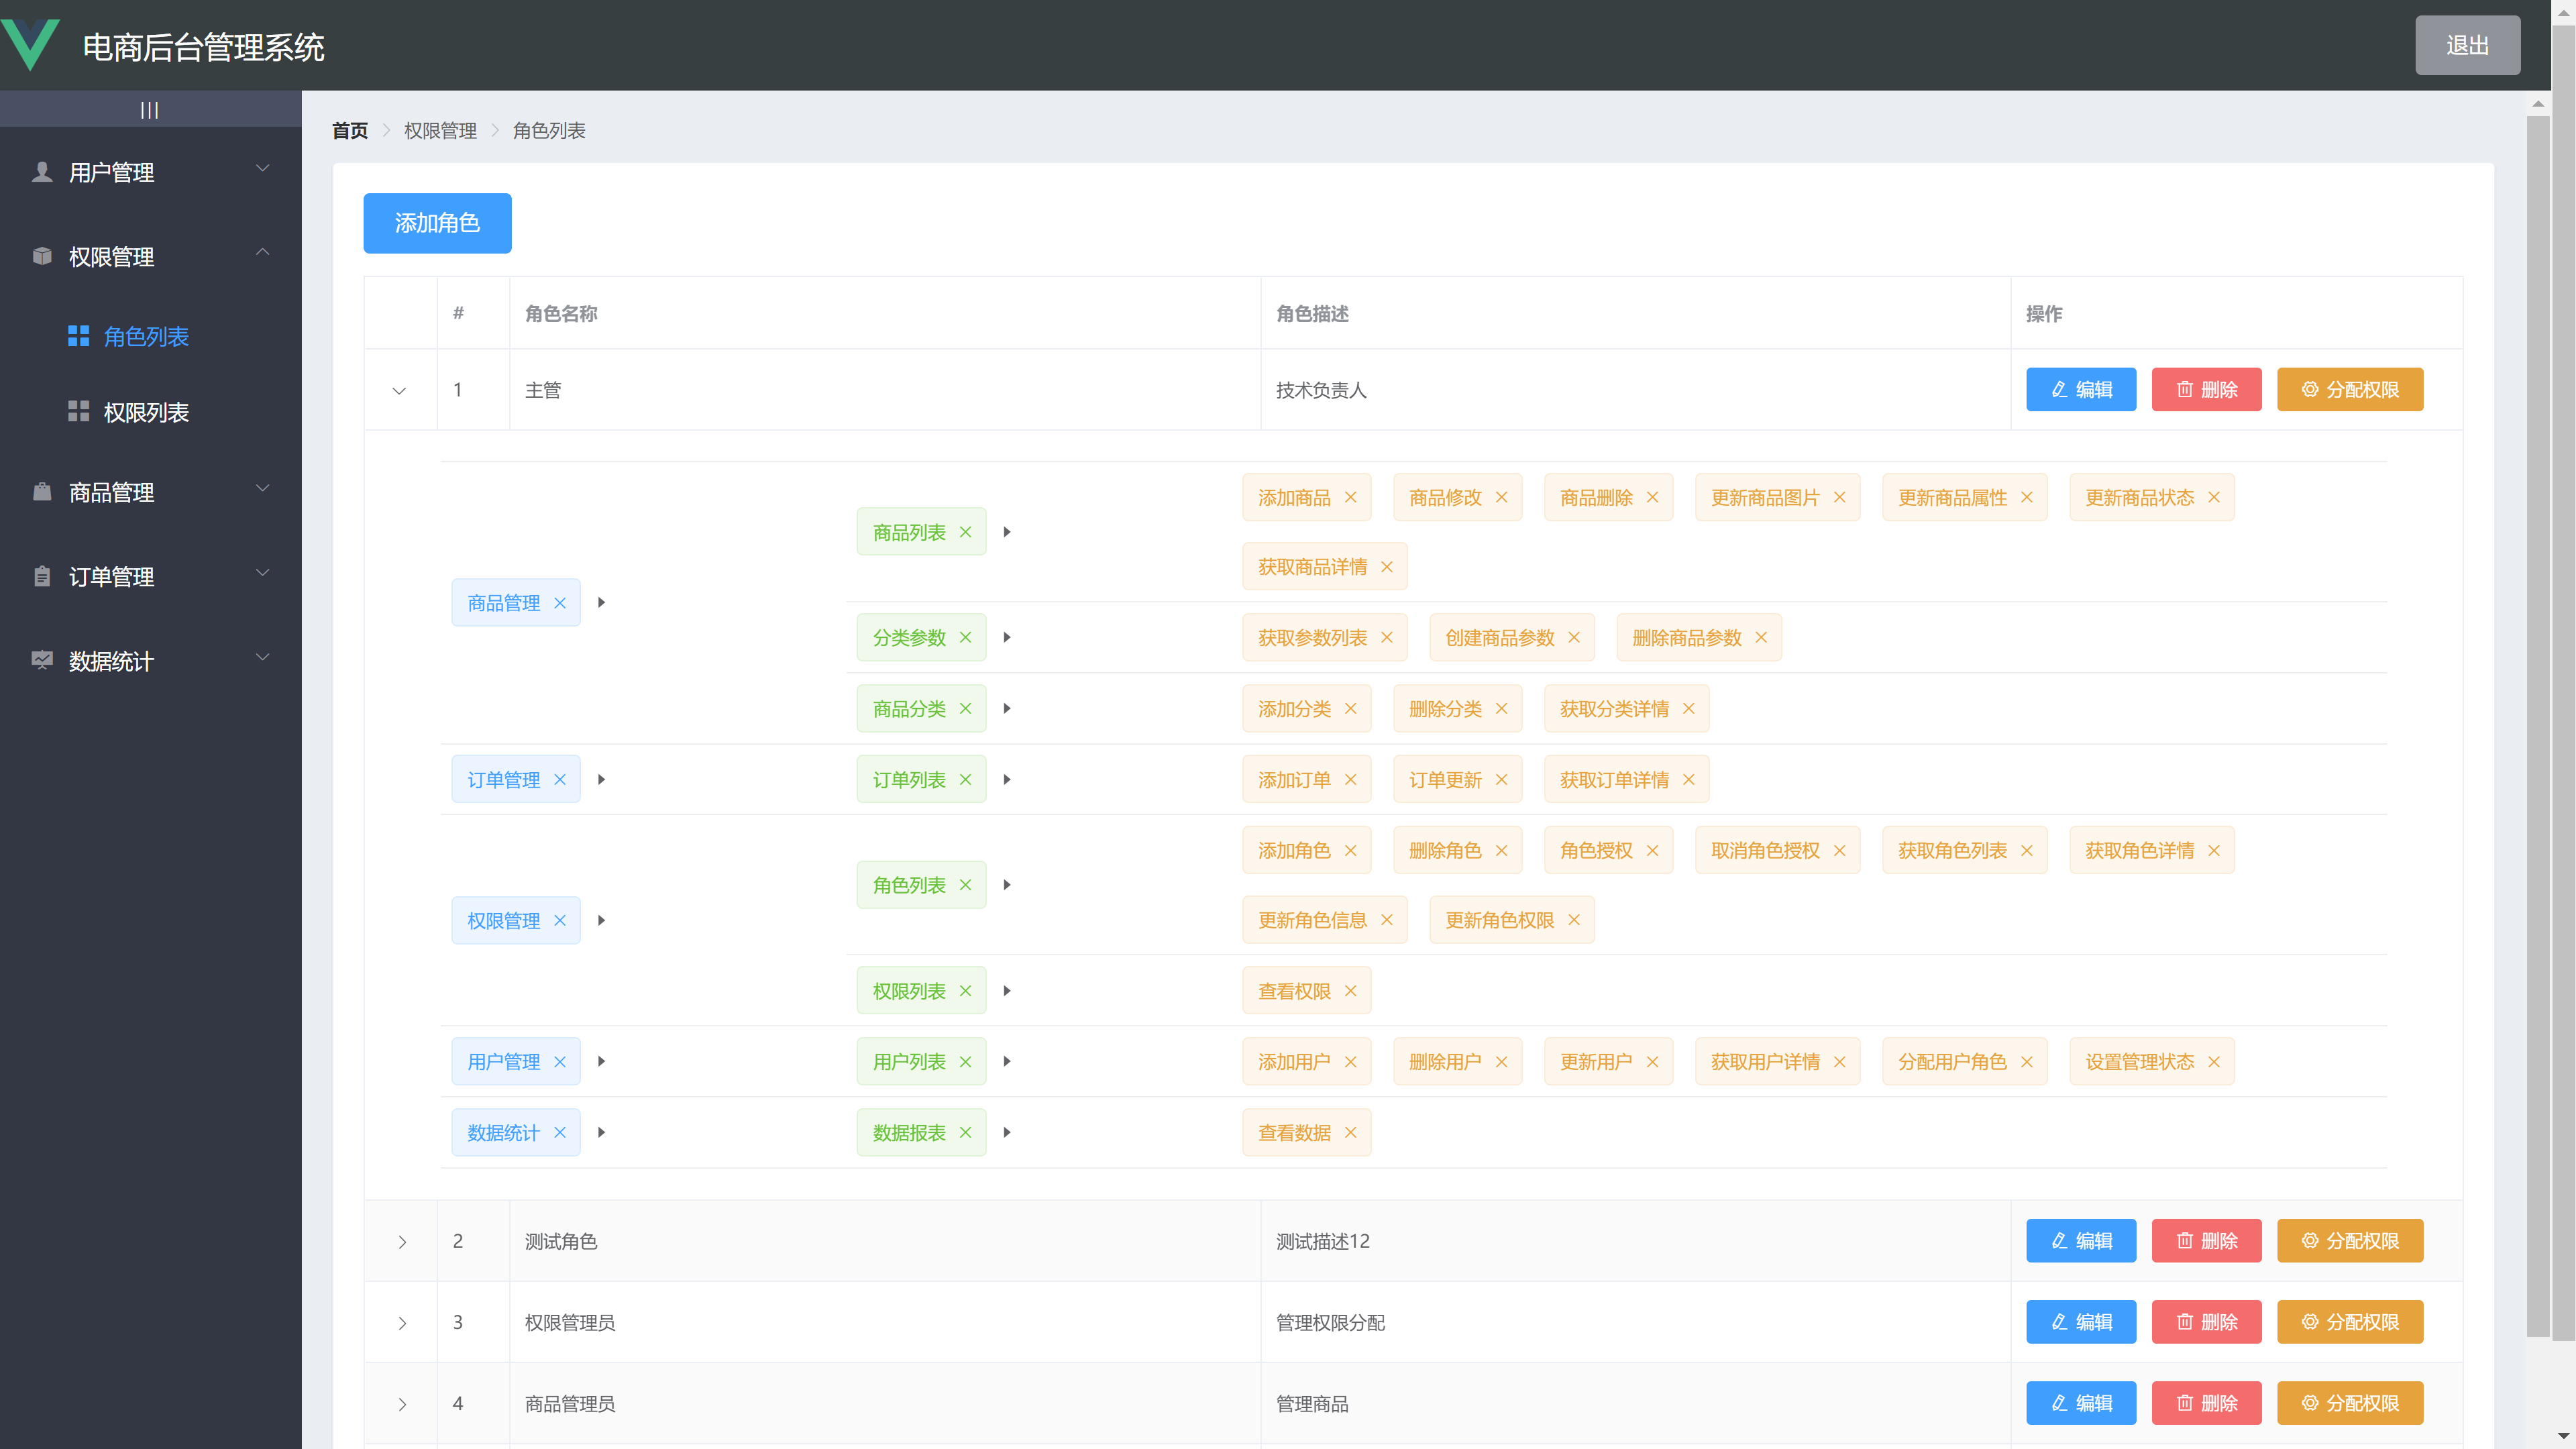 电商后台管理系统
退出
|||
用户管理
权限管理
角色列表
权限列表
商品管理
订单管理
数据统计
首页 > 权限管理 > 角色列表
添加角色
# 角色名称 角色描述 操作
1 主管 技术负责人 编辑 删除 分配权限
商品管理
商品列表
添加商品 商品修改 商品删除 更新商品图片 更新商品属性 更新商品状态
获取商品详情
分类参数 获取参数列表 创建商品参数 删除商品参数
商品分类 添加分类 删除分类 获取分类详情
订单管理 订单列表 添加订单 订单更新 获取订单详情
权限管理
角色列表
添加角色 删除角色 角色授权 取消角色授权 获取角色列表 获取角色详情
更新角色信息 更新角色权限
权限列表 查看权限
用户管理 用户列表 添加用户 删除用户 更新用户 获取用户详情 分配用户角色 设置管理状态
数据统计 数据报表 查看数据
2 测试角色 测试描述12 编辑 删除 分配权限
3 权限管理员 管理权限分配 编辑 删除 分配权限
4 商品管理员 管理商品 编辑 删除 分配权限